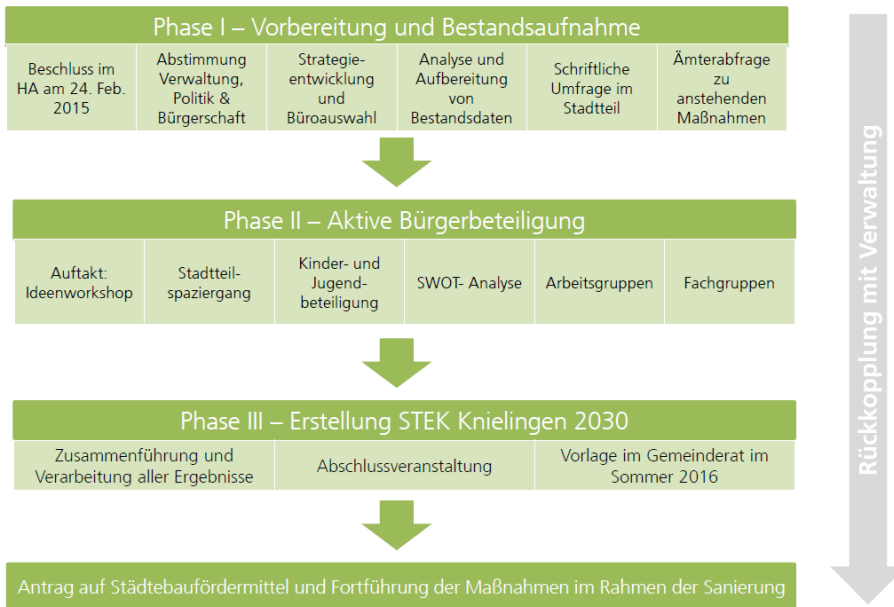 Phase I – Vorbereitung und Bestandsaufnahme
Beschluss im
HA am 24. Feb.
2015
Abstimmung
Verwaltung,
Politik &
Bürgerschaft
Strategie-
entwicklung
und
Büroauswahl
Analyse und
Aufbereitung
von
Bestandsdaten
Schriftliche
Umfrage im
Stadtteil
Ämterabfrage
zu
anstehenden
Maßnahmen
Phase II – Aktive Bürgerbeteiligung
Auftakt:
Ideenworkshop
Stadtteil-
spaziergang
Kinder- und
Jugend-
beteiligung
SWOT- Analyse
Arbeitsgruppen
Fachgruppen
Phase III – Erstellung STEK Knielingen 2030
Zusammenführung und
Verarbeitung aller Ergebnisse
Abschlussveranstaltung
Vorlage im Gemeinderat im
Sommer 2016
Antrag auf Städtebaufördermittel und Fortführung der Maßnahmen im Rahmen der Sanierung
Rückkopplung mit Verwaltung